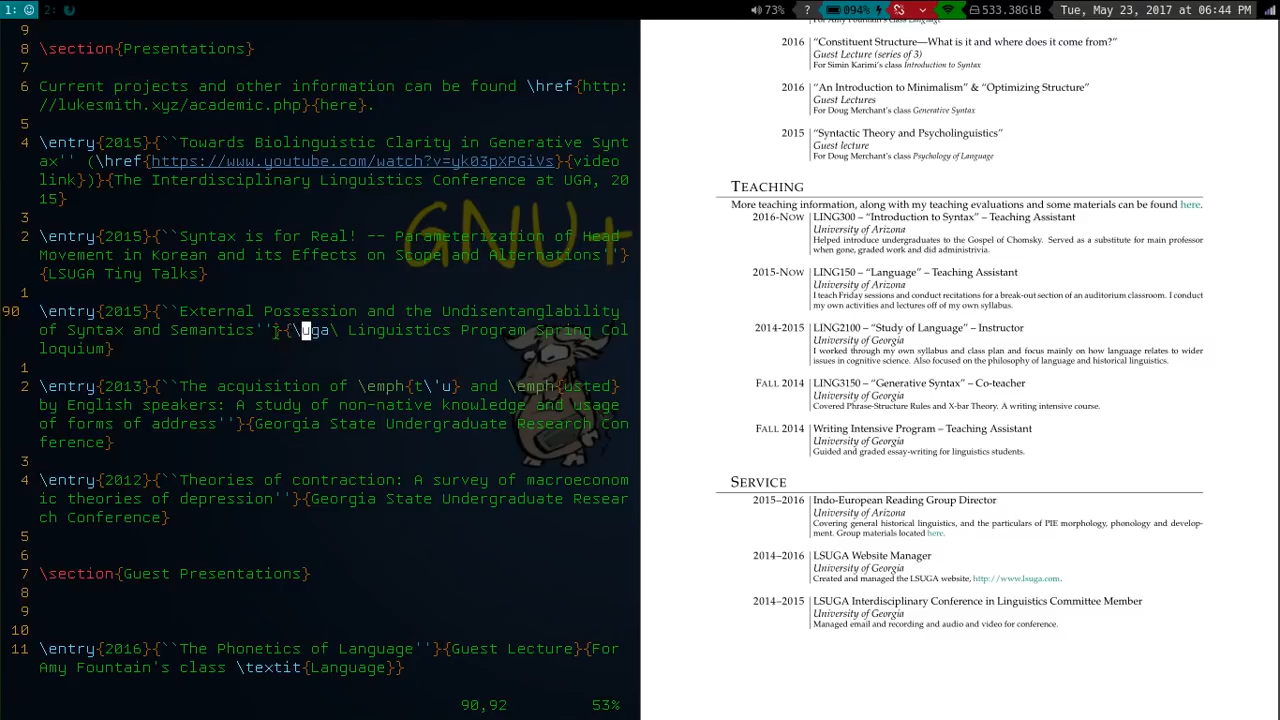 1: 2: 73% ? 094% 533.38GiB Tue, May 23, 2017 at 06:44 PM
9
8 \section{Presentations}
7
6 Current projects and other information can be found \href{http:
//lukesmith.xyz/academic.php}{here}.
5
4 \entry{2015}{``Towards Biolinguistic Clarity in Generative Synt
ax'' (\href{https://www.youtube.com/watch?v=yk03pXPGiVs}{video
link})}{The Interdisciplinary Linguistics Conference at UGA, 20
15}
3
2 \entry{2015}{``Syntax is for Real! -- Parameterization of Head
Movement in Korean and its Effects on Stope and Alternations''}
{LSUGA Tiny Talks}
1
90 \entry{2014}{``External Possession and the Undisentanglability
of Syntax and Semantics''}{\uga\ Linguistics Program Spring Col
loquium}
1
2 \entry{2013}{``The acquisition of \emph{t\'u} and \emph{usted}
by English speakers: A study of non-native knowledge and usage
of forms of address''}{Georgia State Undergraduate Research Con
ference}
3
4 \entry{2012}{``Theories of contraction: A survey of macroeconom
ic theories of depression''}{Georgia State Undergraduate Resear
ch Conference}
5
6
7 \section{Guest Presentations}
9
10
11 \entry{2016}{``The Phonetics of Language''}{Guest Lecture}{For
Amy Fountain's class \textit{Language}}
90,92 53%
GNU
For Amy Fountain's class Language
2016 “Constituent Structure—What is it and where does it come from?”
Guest Lecture (series of 3)
For Simin Karimi's class Introduction to Syntax
2016 “An Introduction to Minimalism” & “Optimizing Structure”
Guest Lectures
For Doug Merchant's class Generative Syntax
2015 “Syntactic Theory and Psycholinguistics”
Guest lecture
For Doug Merchant's class Psychology of Language
TEACHING
More teaching information, along with my teaching evaluations and some materials can be found here.
2016-NOW LING300 – “Introduction to Syntax” – Teaching Assistant
University of Arizona
Helped introduce undergraduates to the Gospel of Chomsky. Served as a substitute for main professor
when gone, graded work and did administrivia.
2015-NOW LING150 – “Language” – Teaching Assistant
University of Arizona
I teach Friday sessions and conduct recitations for a break-out section of an auditorium classroom. I conduct
my own activities and lectures off of my own syllabus.
2014-2015 LING2100 – “Study of Language” – Instructor
University of Georgia
I worked through my own syllabus and class plan and focus mainly on how language relates to wider
issues in cognitive science. Also focused on the philosophy of language and historical linguistics.
FALL 2014 LING3150 – “Generative Syntax” – Co-teacher
University of Georgia
Covered Phrase-Structure Rules and X-bar Theory. A writing intensive course.
FALL 2014 Writing Intensive Program – Teaching Assistant
University of Georgia
Guided and graded essay-writing for linguistics students.
SERVICE
2015–2016 Indo-European Reading Group Director
University of Arizona
Covering general historical linguistics, and the particulars of PIE morphology, phonology and develop-
ment. Group materials located here.
2014–2016 LSUGA Website Manager
University of Georgia
Created and managed the LSUGA website, http://www.lsuga.com.
2014–2015 LSUGA Interdisciplinary Conference in Linguistics Committee Member
University of Georgia
Managed email and recording and audio and video for conference.